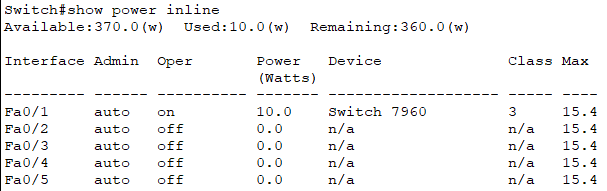 Switch#show power inline
Available:370.0(w)  Used:10.0(w)  Remaining:360.0(w)

Interface Admin  Oper       Power   Device              Class Max
                            (Watts)
--------- ------ ---------- ------- ------------------- ----- ----
Fa0/1     auto   on         10.0    Switch 7960         3     15.4
Fa0/2     auto   off        0.0     n/a                 n/a   15.4
Fa0/3     auto   off        0.0     n/a                 n/a   15.4
Fa0/4     auto   off        0.0     n/a                 n/a   15.4
Fa0/5     auto   off        0.0     n/a                 n/a   15.4